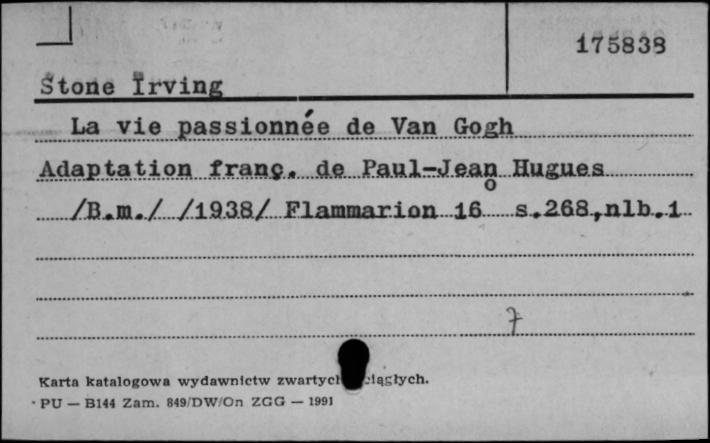 175838
Stone Irving
La vie passionnée de Van Gogh
Adaptation franç. de Paul-Jean Hugues
/B.m./ /1938/ Flammarion 16° s.268,nlb.1
7
Karta katalogowa wydawnictw zwartych ciągłych.
PU — B144 Zam. 849/DW/On ZGG — 1991